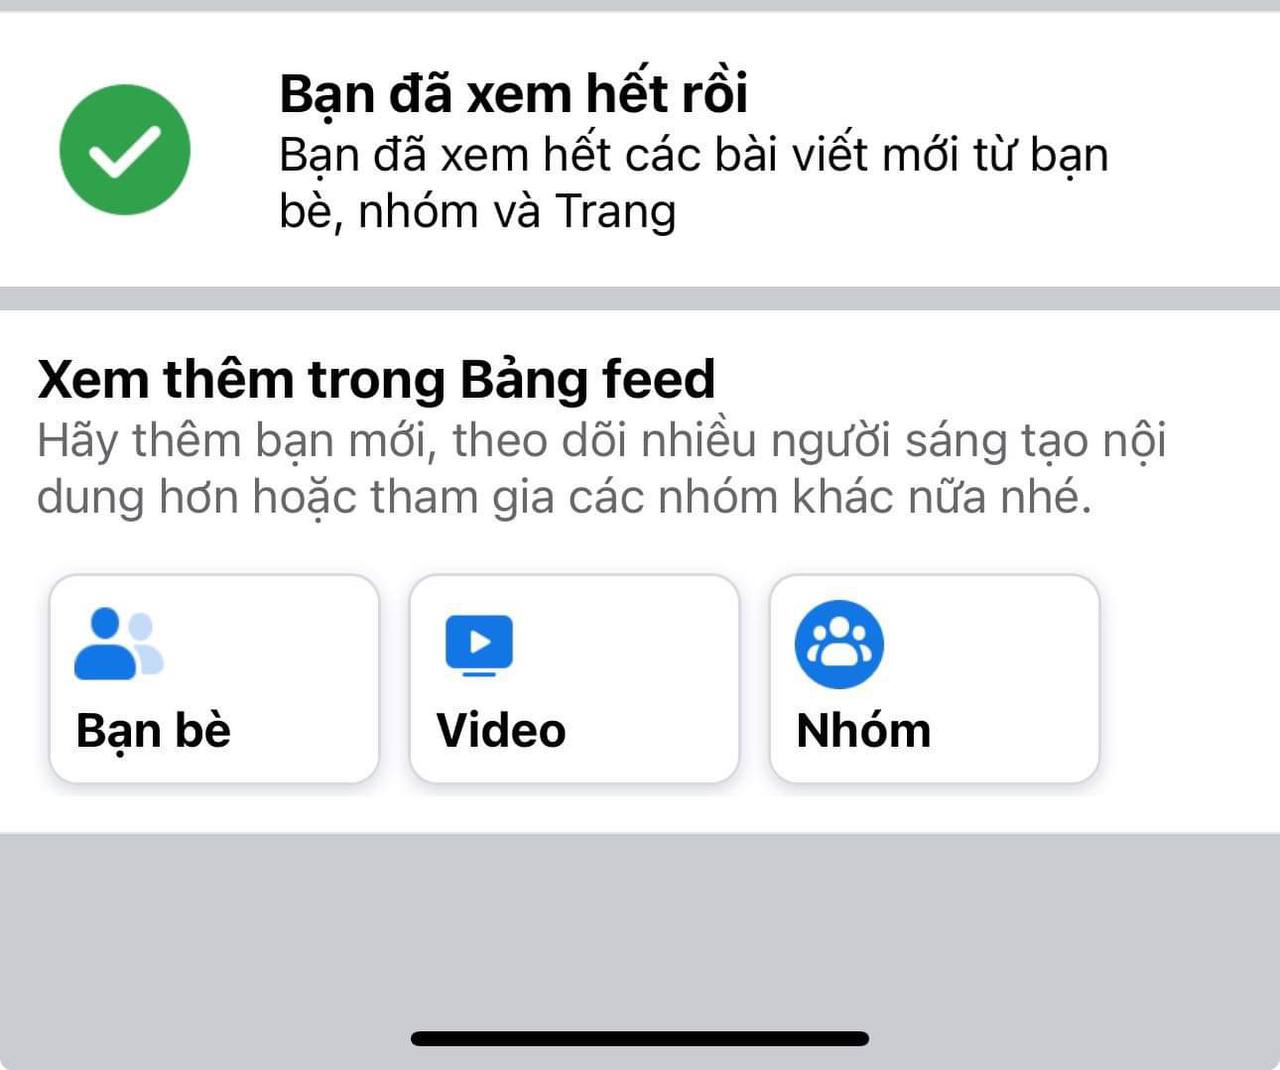 Bạn đã xem hết rồi
Bạn đã xem hết các bài viết mới từ bạn
bè, nhóm và Trang
Xem thêm trong Bảng feed
Hãy thêm bạn mới, theo dõi nhiều người sáng tạo nội
dung hơn hoặc tham gia các nhóm khác nữa nhé.
Bạn bè
Video
Nhóm